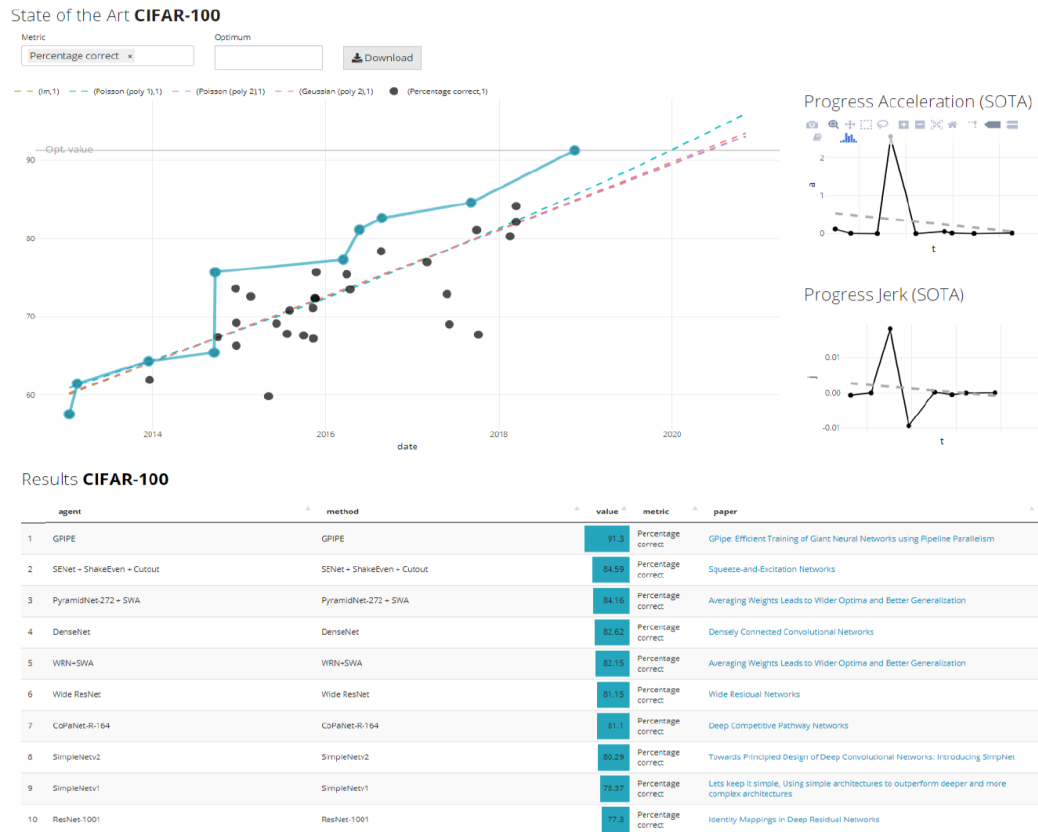 State of the Art CIFAR-100
Metric
Optimum
Percentage correct ×
Download
(lm,1) (Poisson (poly 1),1) (Poisson (poly 2),1) (Gaussian (poly 2),1) (Percentage correct,1)
Opt. value
90
80
70
60
2014
2016
2018
2020
date
Progress Acceleration (SOTA)
2
1
0
a
t
Progress Jerk (SOTA)
0.01
0.00
-0.01
j
t
Results CIFAR-100
agent method value metric paper
1 GPIPE GPIPE 91.3 Percentage correct GPipe: Efficient Training of Giant Neural Networks using Pipeline Parallelism
2 SENet + ShakeEven + Cutout SENet + ShakeEven + Cutout 84.59 Percentage correct Squeeze-and-Excitation Networks
3 PyramidNet-272 + SWA PyramidNet-272 + SWA 84.16 Percentage correct Averaging Weights Leads to Wider Optima and Better Generalization
4 DenseNet DenseNet 82.62 Percentage correct Densely Connected Convolutional Networks
5 WRN+SWA WRN+SWA 82.15 Percentage correct Averaging Weights Leads to Wider Optima and Better Generalization
6 Wide ResNet Wide ResNet 81.15 Percentage correct Wide Residual Networks
7 CoPaNet-R-164 CoPaNet-R-164 81.1 Percentage correct Deep Competitive Pathway Networks
8 SimpleNetv2 SimpleNetv2 80.29 Percentage correct Towards Principled Design of Deep Convolutional Networks: Introducing SimpNet
9 SimpleNetv1 SimpleNetv1 78.37 Percentage correct Lets keep it simple, Using simple architectures to outperform deeper and more
complex architectures
10 ResNet-1001 ResNet-1001 77.3 Percentage correct Identity Mappings in Deep Residual Networks